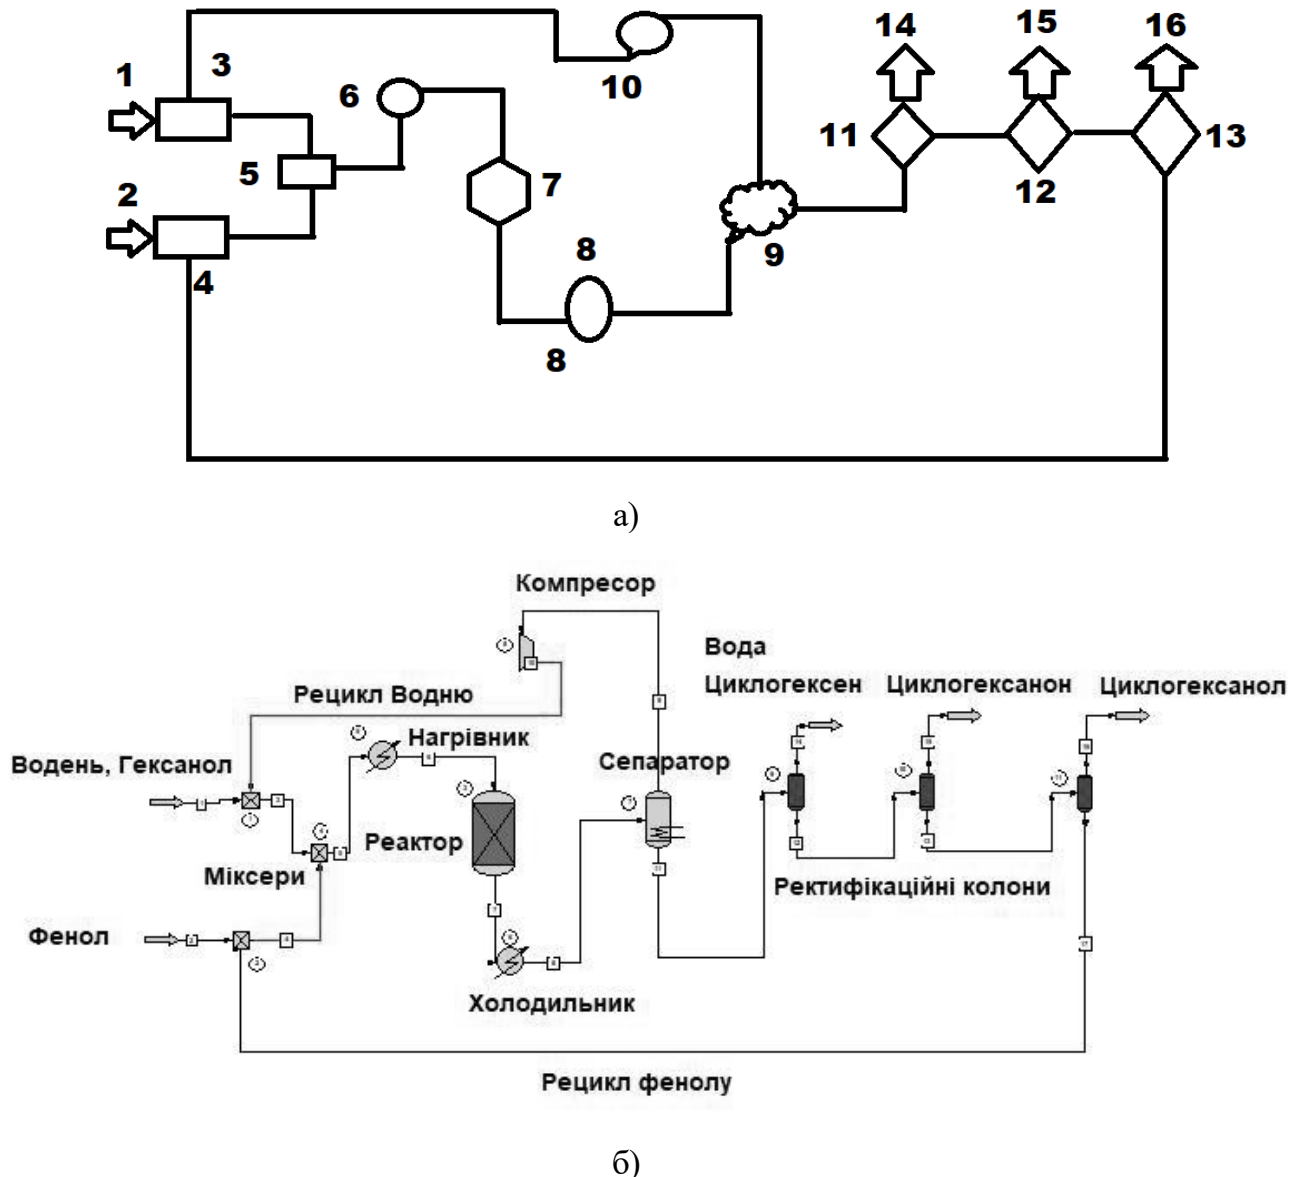 14 15 16
1 3
6 10
11 13
5 7
2 12
8 9
4
8
а)
Компресор
Вода
Рецикл Водню
Циклогексен Циклогексанон Циклогексанол
Нагрівник
Водень, Гексанол Сепаратор
Реактор
Міксери
Ректифікаційні колони
Фенол
Холодильник
Рецикл фенолу
б)